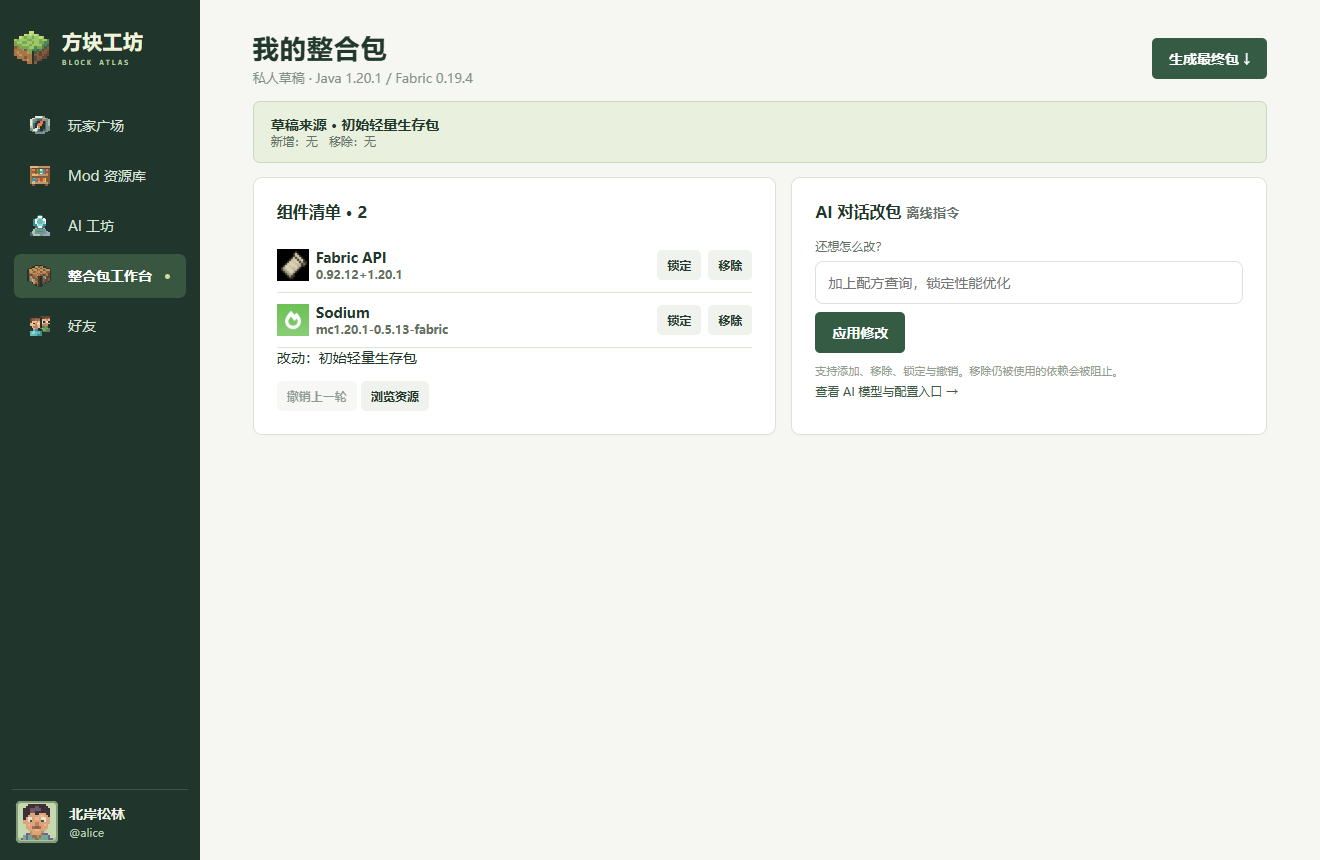 方块工坊
BLOCK ATLAS
玩家广场
Mod 资源库
AI 工坊
整合包工作台
好友
北岸松林
@alice
我的整合包
私人草稿 · Java 1.20.1 / Fabric 0.19.4
生成最终包 ↓
草稿来源 • 初始轻量生存包
新增：无 移除：无
组件清单 • 2
Fabric API
0.92.12+1.20.1
锁定 移除
Sodium
mc1.20.1-0.5.13-fabric
锁定 移除
改动：初始轻量生存包
撤销上一轮 浏览资源
AI 对话改包 离线指令
还想怎么改？
加上配方查询，锁定性能优化
应用修改
支持添加、移除、锁定与撤销。移除仍被使用的依赖会被阻止。
查看 AI 模型与配置入口 →